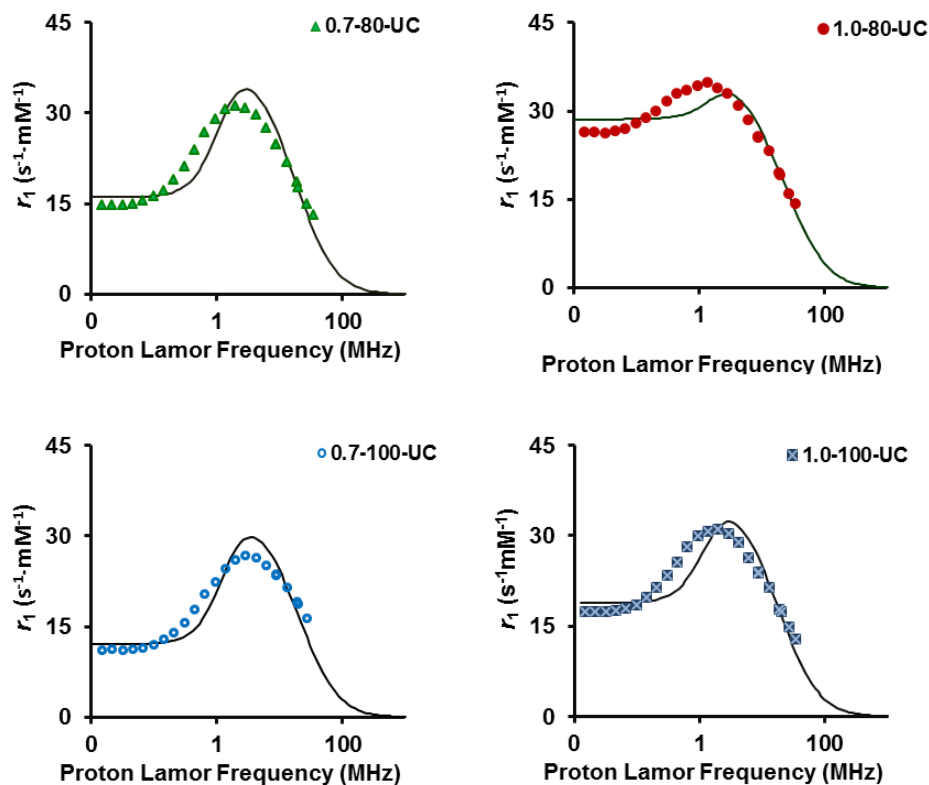 45
0.7-80-UC
30
r1 (s-1·mM-1)
15
0
0
1
100
Proton Lamor Frequency (MHz)
45
1.0-80-UC
30
r1 (s-1·mM-1)
15
0
0
1
100
Proton Lamor Frequency (MHz)
45
0.7-100-UC
30
r1 (s-1·mM-1)
15
0
0
1
100
Proton Lamor Frequency (MHz)
45
1.0-100-UC
30
r1 (s-1mM-1)
15
0
0
1
100
Proton Lamor Frequency (MHz)